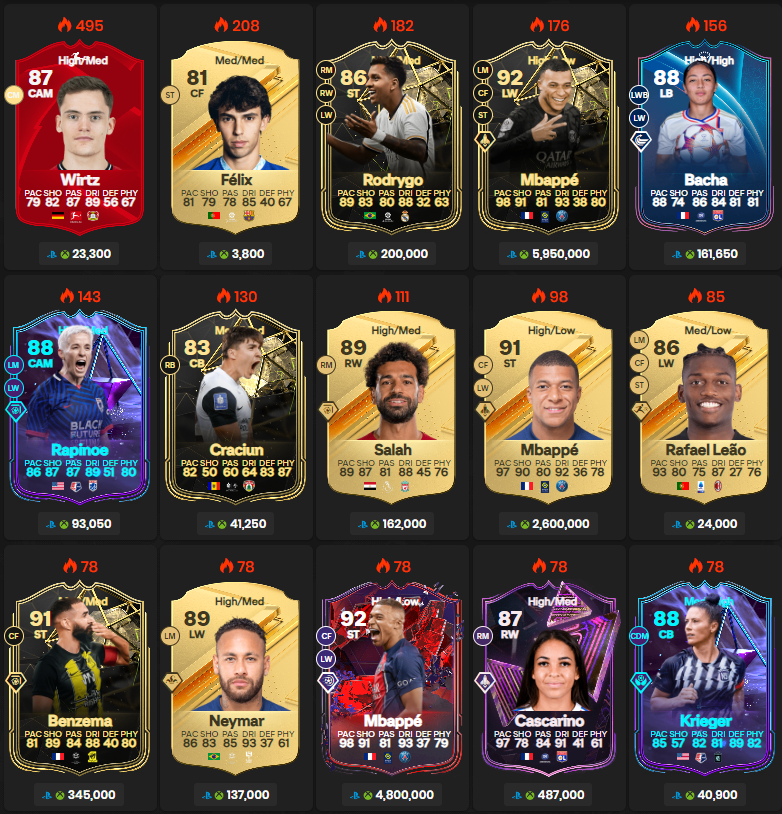 495
208
182
176
156
High/Med
87
CAM
CM
Wirtz
PAC SHO PAS DRI DEF PHY
79 82 87 89 56 67
Med/Med
81
CF
ST
Félix
PAC SHO PAS DRI DEF PHY
81 79 78 85 40 67
86
ST
RM
RW
LW
Rodrygo
PAC SHO PAS DRI DEF PHY
89 83 80 88 32 63
92
LW
LM
CF
ST
QATAR
Mbappé
PAC SHO PAS DRI DEF PHY
98 91 81 93 38 80
High/High
88
LB
LWB
LW
Bacha
PAC SHO PAS DRI DEF PHY
88 74 86 84 81 81
23,300
3,800
200,000
5,950,000
161,650
143
130
111
98
85
88
CAM
LM
LW
BLACK
FUTURE
Rapinoe
PAC SHO PAS DRI DEF PHY
86 87 87 89 51 80
83
CB
RB
Craciun
PAC SHO PAS DRI DEF PHY
82 50 60 64 83 87
High/Med
89
RW
RM
Salah
PAC SHO PAS DRI DEF PHY
89 87 81 88 45 76
High/Low
91
ST
CF
LW
Mbappé
PAC SHO PAS DRI DEF PHY
97 90 80 92 36 78
Med/Low
86
LW
LM
CF
ST
Rafael Leão
PAC SHO PAS DRI DEF PHY
93 80 75 87 27 76
93,050
41,250
162,000
2,600,000
24,000
78
78
78
78
78
91
ST
CF
Benzema
PAC SHO PAS DRI DEF PHY
81 89 84 88 40 80
High/Med
89
LW
LM
Neymar
PAC SHO PAS DRI DEF PHY
86 83 85 93 37 61
High/Low
92
ST
CF
LW
Mbappé
PAC SHO PAS DRI DEF PHY
98 91 81 93 37 79
High/Med
87
RW
RM
Cascarino
PAC SHO PAS DRI DEF PHY
97 78 84 91 41 61
88
CB
CDM
Krieger
PAC SHO PAS DRI DEF PHY
85 57 82 81 89 82
345,000
137,000
4,800,000
487,000
40,900